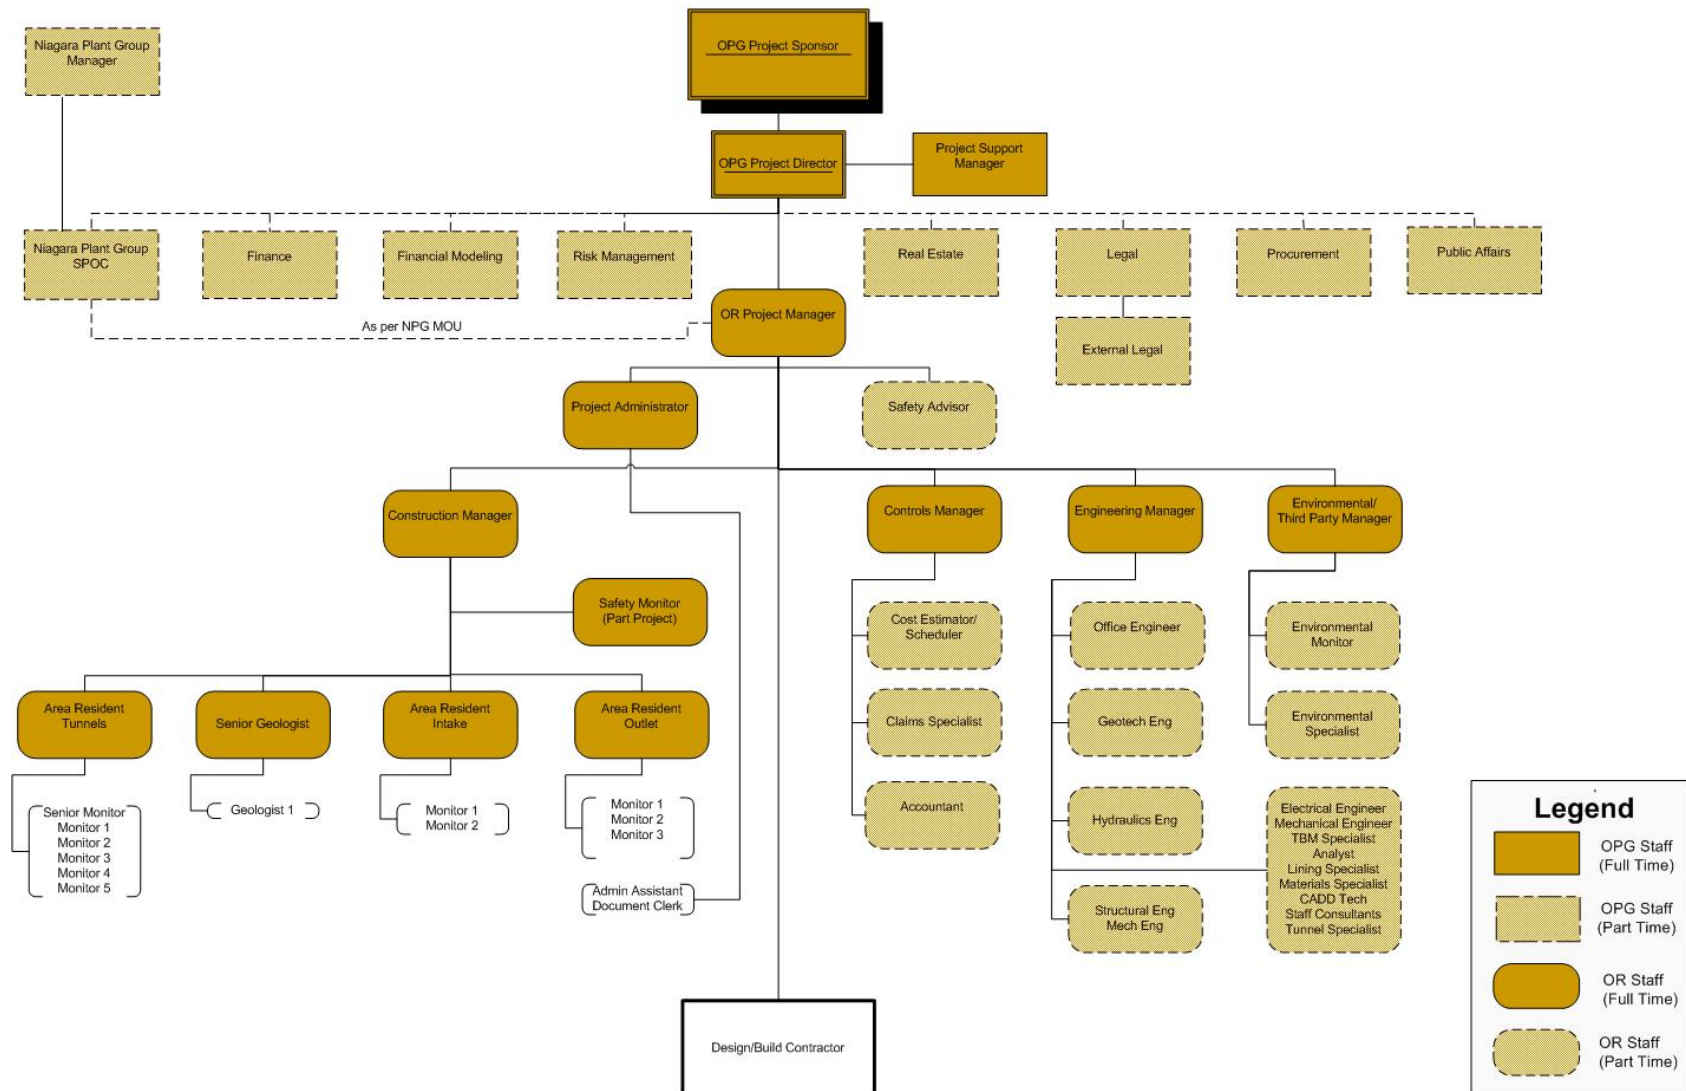 Niagara Plant Group
Manager
OPG Project Sponsor
OPG Project Director
Project Support
Manager
Niagara Plant Group
SPOC
Finance
Financial Modeling
Risk Management
Real Estate
Legal
Procurement
Public Affairs
As per NPG MOU
OR Project Manager
External Legal
Project Administrator
Safety Advisor
Construction Manager
Controls Manager
Engineering Manager
Environmental/
Third Party Manager
Safety Monitor
(Part Project)
Cost Estimator/
Scheduler
Office Engineer
Environmental
Monitor
Area Resident
Tunnels
Senior Geologist
Area Resident
Intake
Area Resident
Outlet
Claims Specialist
Geotech Eng
Environmental
Specialist
Senior Monitor
Monitor 1
Monitor 2
Monitor 3
Monitor 4
Monitor 5
Geologist 1
Monitor 1
Monitor 2
Monitor 1
Monitor 2
Monitor 3
Admin Assistant
Document Clerk
Accountant
Hydraulics Eng
Structural Eng
Mech Eng
Electrical Engineer
Mechanical Engineer
TBM Specialist
Analyst
Lining Specialist
Materials Specialist
CADD Tech
Staff Consultants
Tunnel Specialist
Design/Build Contractor
Legend
OPG Staff
(Full Time)
OPG Staff
(Part Time)
OR Staff
(Full Time)
OR Staff
(Part Time)